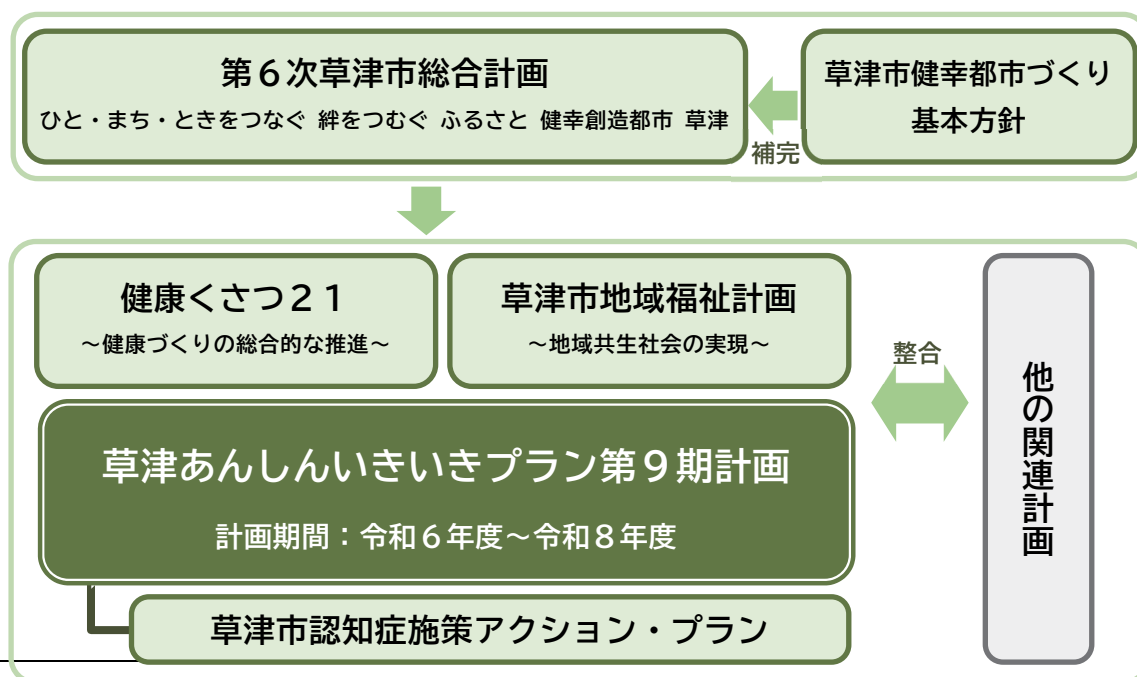 第６次草津市総合計画
ひと・まち・ときをつなぐ 絆をつむぐ ふるさと 健幸創造都市 草津
補完
草津市健幸都市づくり
基本方針
健康くさつ２１
～健康づくりの総合的な推進～
草津市地域福祉計画
～地域共生社会の実現～
整合
他の関連計画
草津あんしんいきいきプラン第９期計画
計画期間：令和６年度～令和８年度
草津市認知症施策アクション・プラン